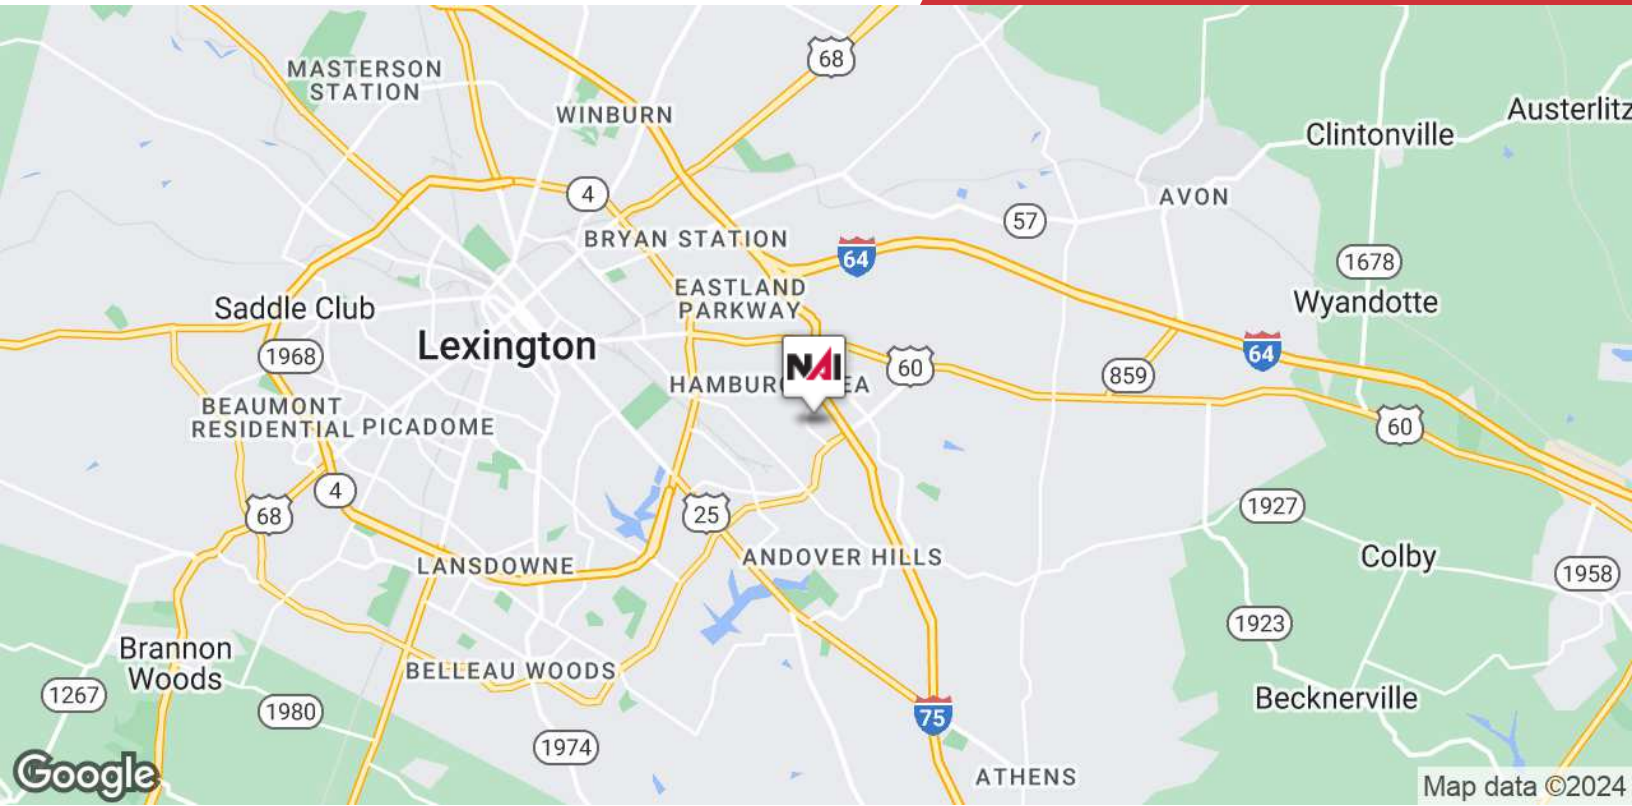 68
MASTERSON
STATION
WINBURN
Austerlitz
Clintonville
4
AVON
57
BRYAN STATION
64
1678
EASTLAND
PARKWAY
Wyandotte
Saddle Club
Lexington
1968
NAI
60
64
859
HAMBURG
EA
BEAUMONT
RESIDENTIAL
PICADOME
60
4
68
25
1927
LANSDOWNE
ANDOVER HILLS
Colby
1958
1923
Brannon
Woods
BELLEAU WOODS
1267
1980
Becknerville
75
1974
ATHENS
Google
Map data ©2024